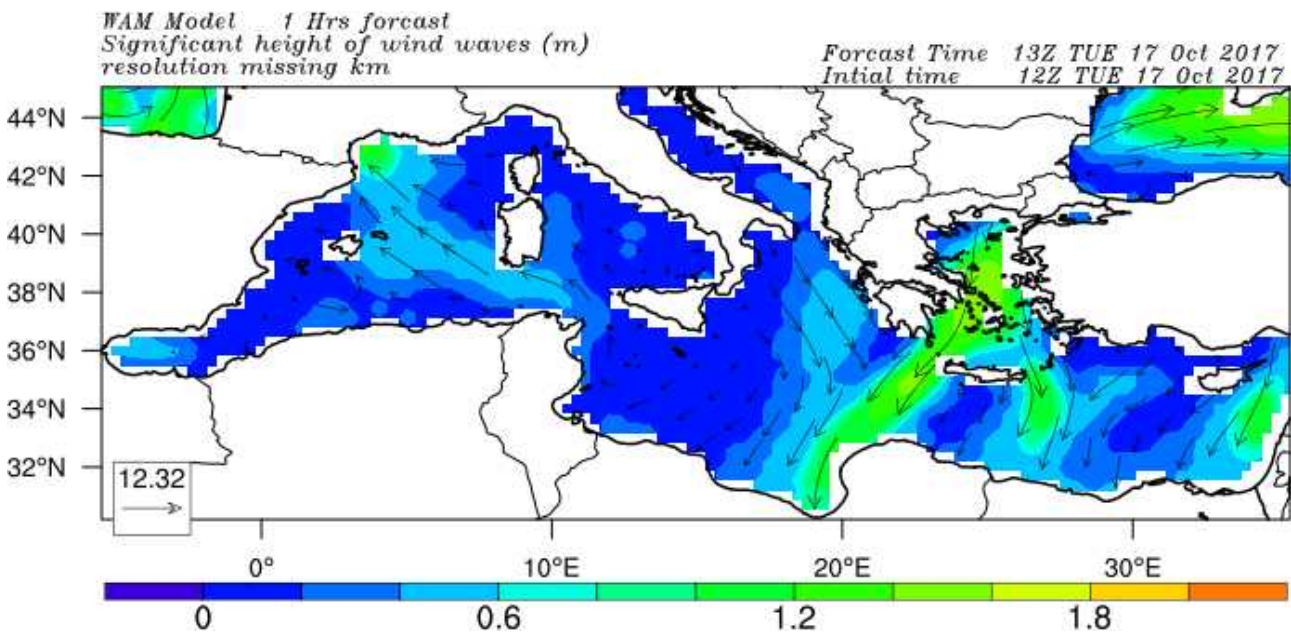 WAM Model 1 Hrs forcast
Significant height of wind waves (m)
resolution missing km
Forcast Time 13Z TUE 17 Oct 2017
Intial time 12Z TUE 17 Oct 2017
44°N
42°N
40°N
38°N
36°N
34°N
32°N
12.32
0° 10°E 20°E 30°E
0 0.6 1.2 1.8